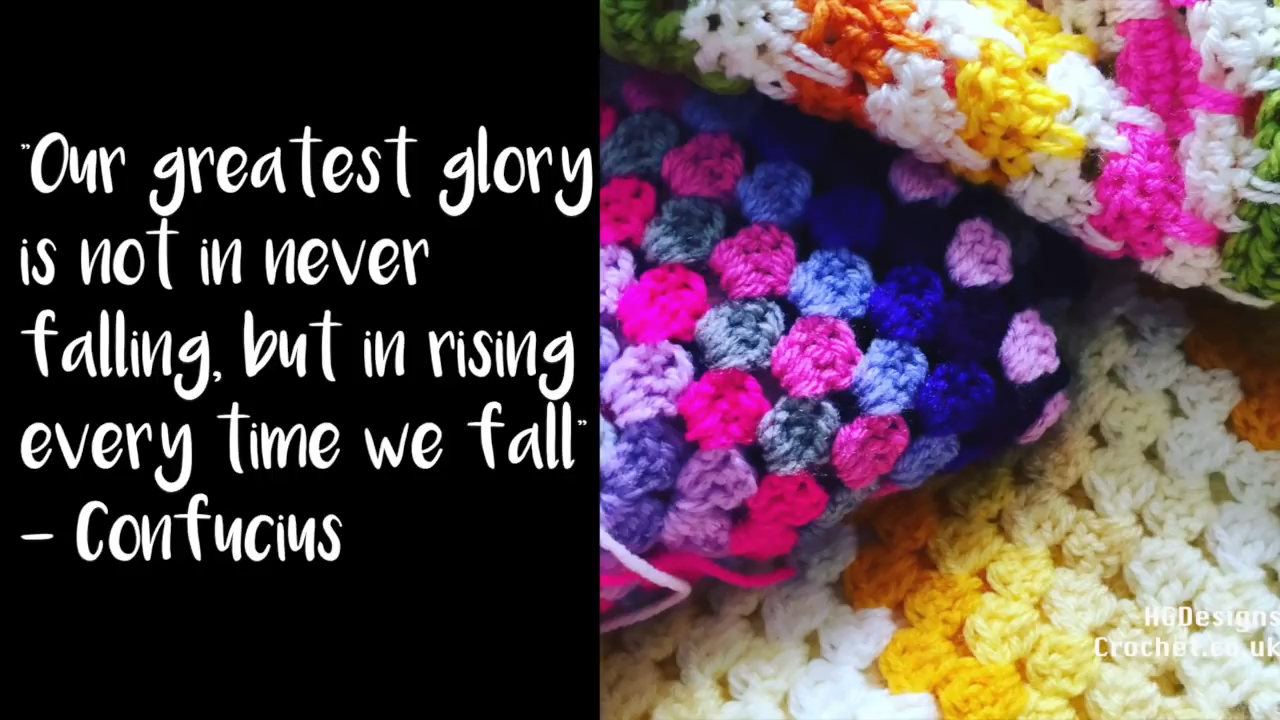 "Our greatest glory
is not in never
falling, but in rising
every time we fall"
- Confucius
HGDesigns
Crochet.co.uk